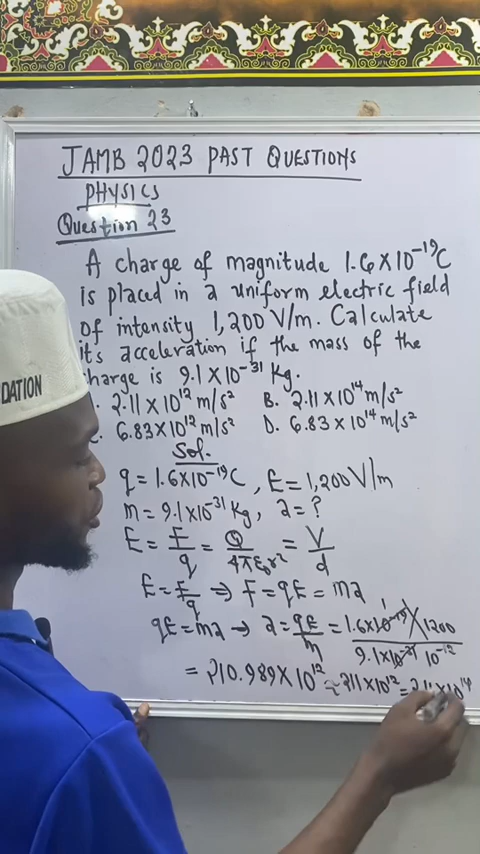 JAMB 2023 PAST QUESTIONS
PHYSICS
Question 23
A charge of magnitude 1.6×10⁻¹⁹C
is placed in a uniform electric field
of intensity 1,200 V/m. Calculate
its acceleration if the mass of the
charge is 9.1×10⁻³¹ Kg.
2.11×10¹² m/s² B. 2.11×10¹⁴ m/s²
6.83×10¹² m/s² D. 6.83×10¹⁴ m/s²
Sol.
q = 1.6×10⁻¹⁹C, E = 1,200 V/m
m = 9.1×10⁻³¹ Kg, a = ?
E = F/q = Q/4πε₀r² = V/d
E = F/q ⇒ F = qE = ma
qE = ma → a = qE/m = 1.6×10⁻¹⁹ × 1200 / 9.1×10⁻³¹ 10⁻¹²
= 210.989×10¹² ≈ 211×10¹² = 2.11×10¹⁴
DATION